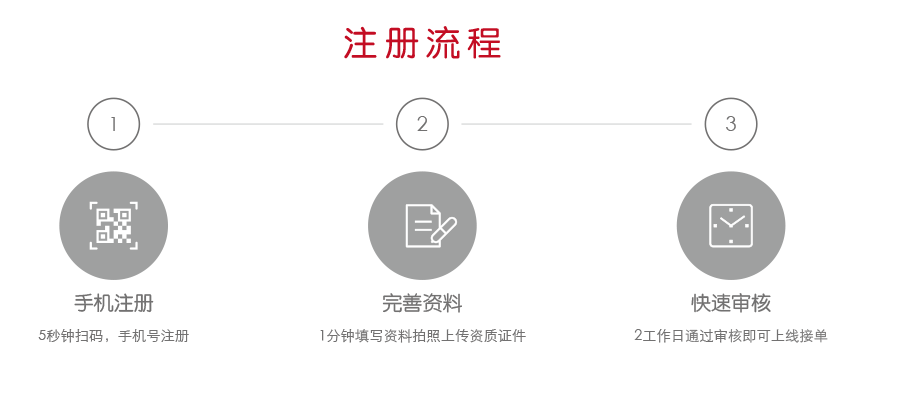 注册流程
1
2
3
手机注册
完善资料
快速审核
5秒钟扫码，手机号注册
1分钟填写资料拍照上传资质证件
2工作日通过审核即可上线接单